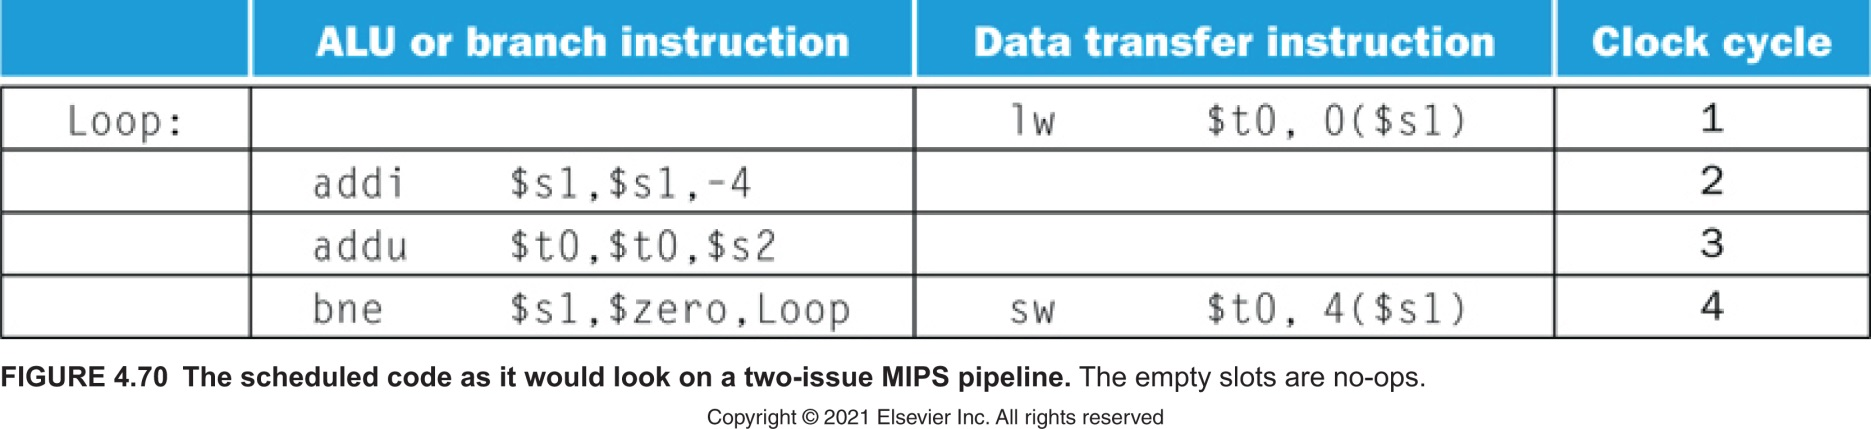 ALU or branch instruction Data transfer instruction Clock cycle
Loop: lw $t0, 0($s1) 1
addi $s1,$s1,-4 2
addu $t0,$t0,$s2 3
bne $s1,$zero,Loop sw $t0, 4($s1) 4
FIGURE 4.70 The scheduled code as it would look on a two-issue MIPS pipeline. The empty slots are no-ops.
Copyright © 2021 Elsevier Inc. All rights reserved